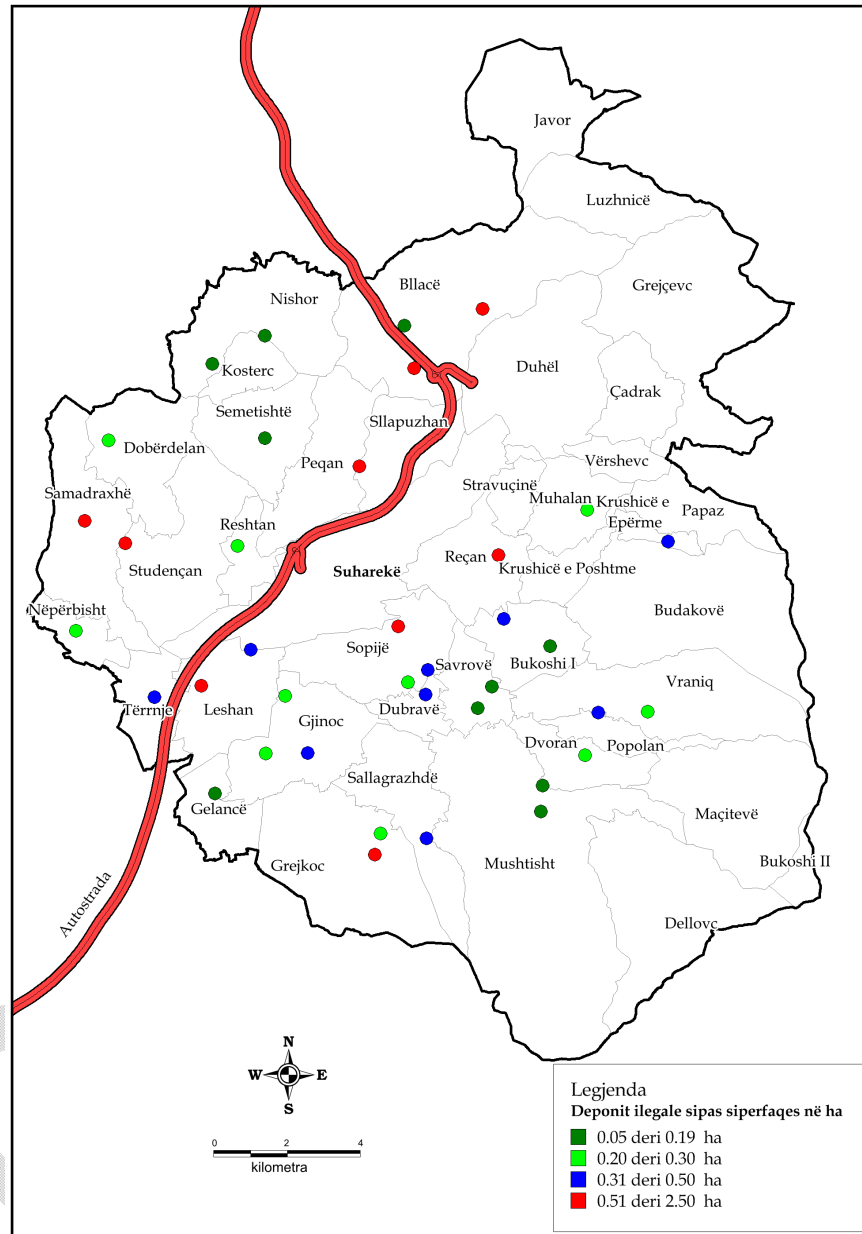 Javor
Luzhnicë
Grejçevc
Bllacë
Nishor
Duhël
Kosterc
Çadrak
Semetishtë
Sllapuzhan
Dobërdelan
Peqan
Vërshevc
Stravuçinë
Samadraxhë
Muhalan
Krushicë e
Epërme
Papaz
Reshtan
Reçan
Krushicë e Poshtme
Studençan
Suharekë
Nëpërbisht
Budakovë
Sopijë
Savrovë
Bukoshi I
Vraniq
Tërrnje
Leshan
Dubravë
Gjinoc
Dvoran
Popolan
Sallagrazhdë
Gelancë
Maçitevë
Grejkoc
Mushtisht
Bukoshi II
Dellovc
Autostrada
N
W
E
S
0
2
4
kilometra
Legjenda
Deponit ilegale sipas siperfaqes në ha
0.05 deri 0.19 ha
0.20 deri 0.30 ha
0.31 deri 0.50 ha
0.51 deri 2.50 ha